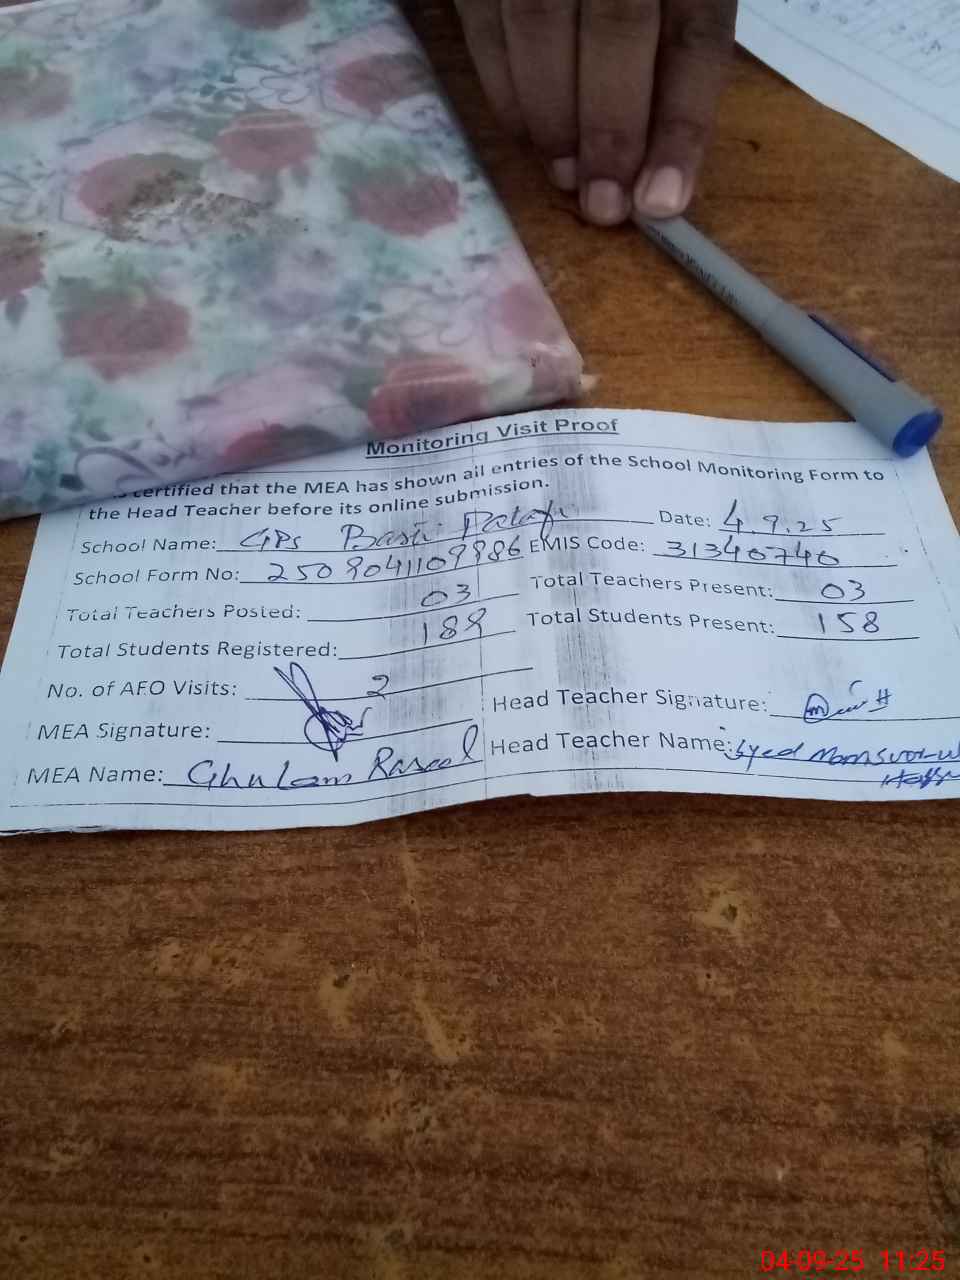 Monitoring Visit Proof
certified that the MEA has shown all entries of the School Monitoring Form to
the Head Teacher before its online submission.
School Name: GPS Basti Patafi Date: 4.9.25
School Form No: 2509041109986 EMIS Code: 31340740
Total Teachers Posted: 03 Total Teachers Present: 03
Total Students Registered: 188 Total Students Present: 158
No. of AFO Visits: 2
MEA Signature: Head Teacher Signature:
MEA Name: Ghulam Rasool Head Teacher Name: Syed
04-09-25 11:25